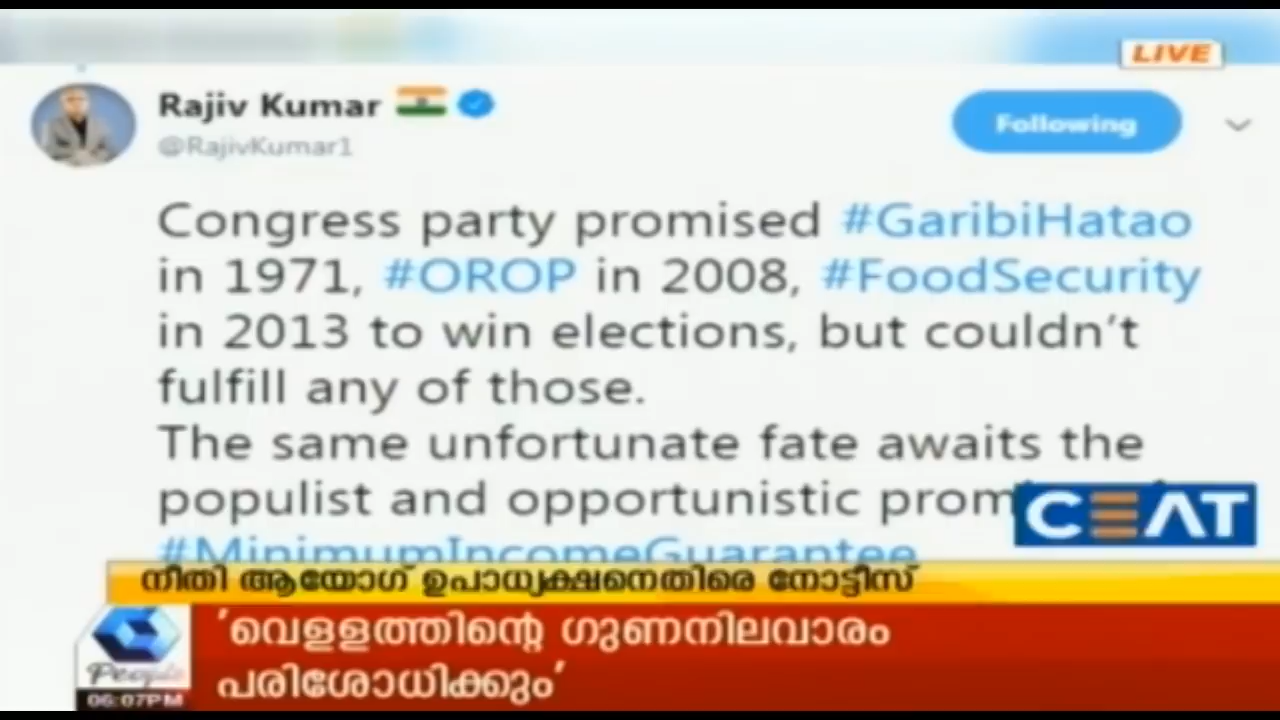 LIVE
Rajiv Kumar
@RajivKumar1
Following
Congress party promised #GaribiHatao
in 1971, #OROP in 2008, #FoodSecurity
in 2013 to win elections, but couldn't
fulfill any of those.
The same unfortunate fate awaits the
populist and opportunistic prom
CEAT
#MinimumIncomeGuarantee
നീതി ആയോഗ് ഉപാധ്യക്ഷനെതിരെ നോട്ടീസ്
'വെളളത്തിന്റെ ഗുണനിലവാരം
പരിശോധിക്കും'
People
06:07PM